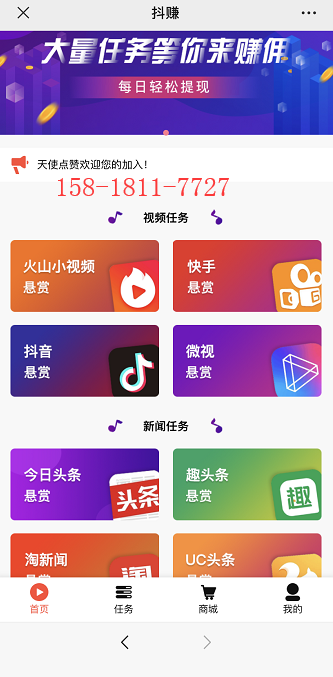 抖赚
大量任务等你来赚佣
每日轻松提现
天使点赞欢迎您的加入!
158-1811-7727
视频任务
火山小视频
悬赏
快手
悬赏
抖音
悬赏
微视
悬赏
新闻任务
今日头条
悬赏
头条
趣头条
悬赏
趣
淘新闻
UC头条
首页
任务
商城
我的